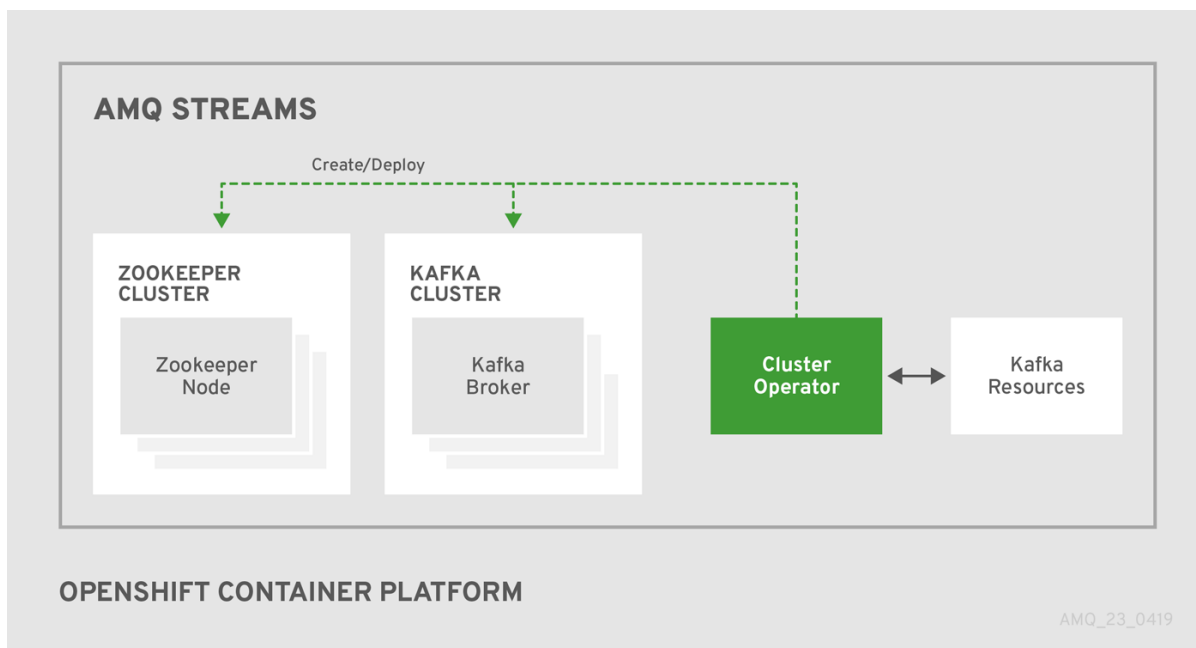 AMQ STREAMS
Create/Deploy
ZOOKEEPER
CLUSTER
Zookeeper
Node
KAFKA
CLUSTER
Kafka
Broker
Cluster
Operator
Kafka
Resources
OPENSHIFT CONTAINER PLATFORM
AMQ_23_0419